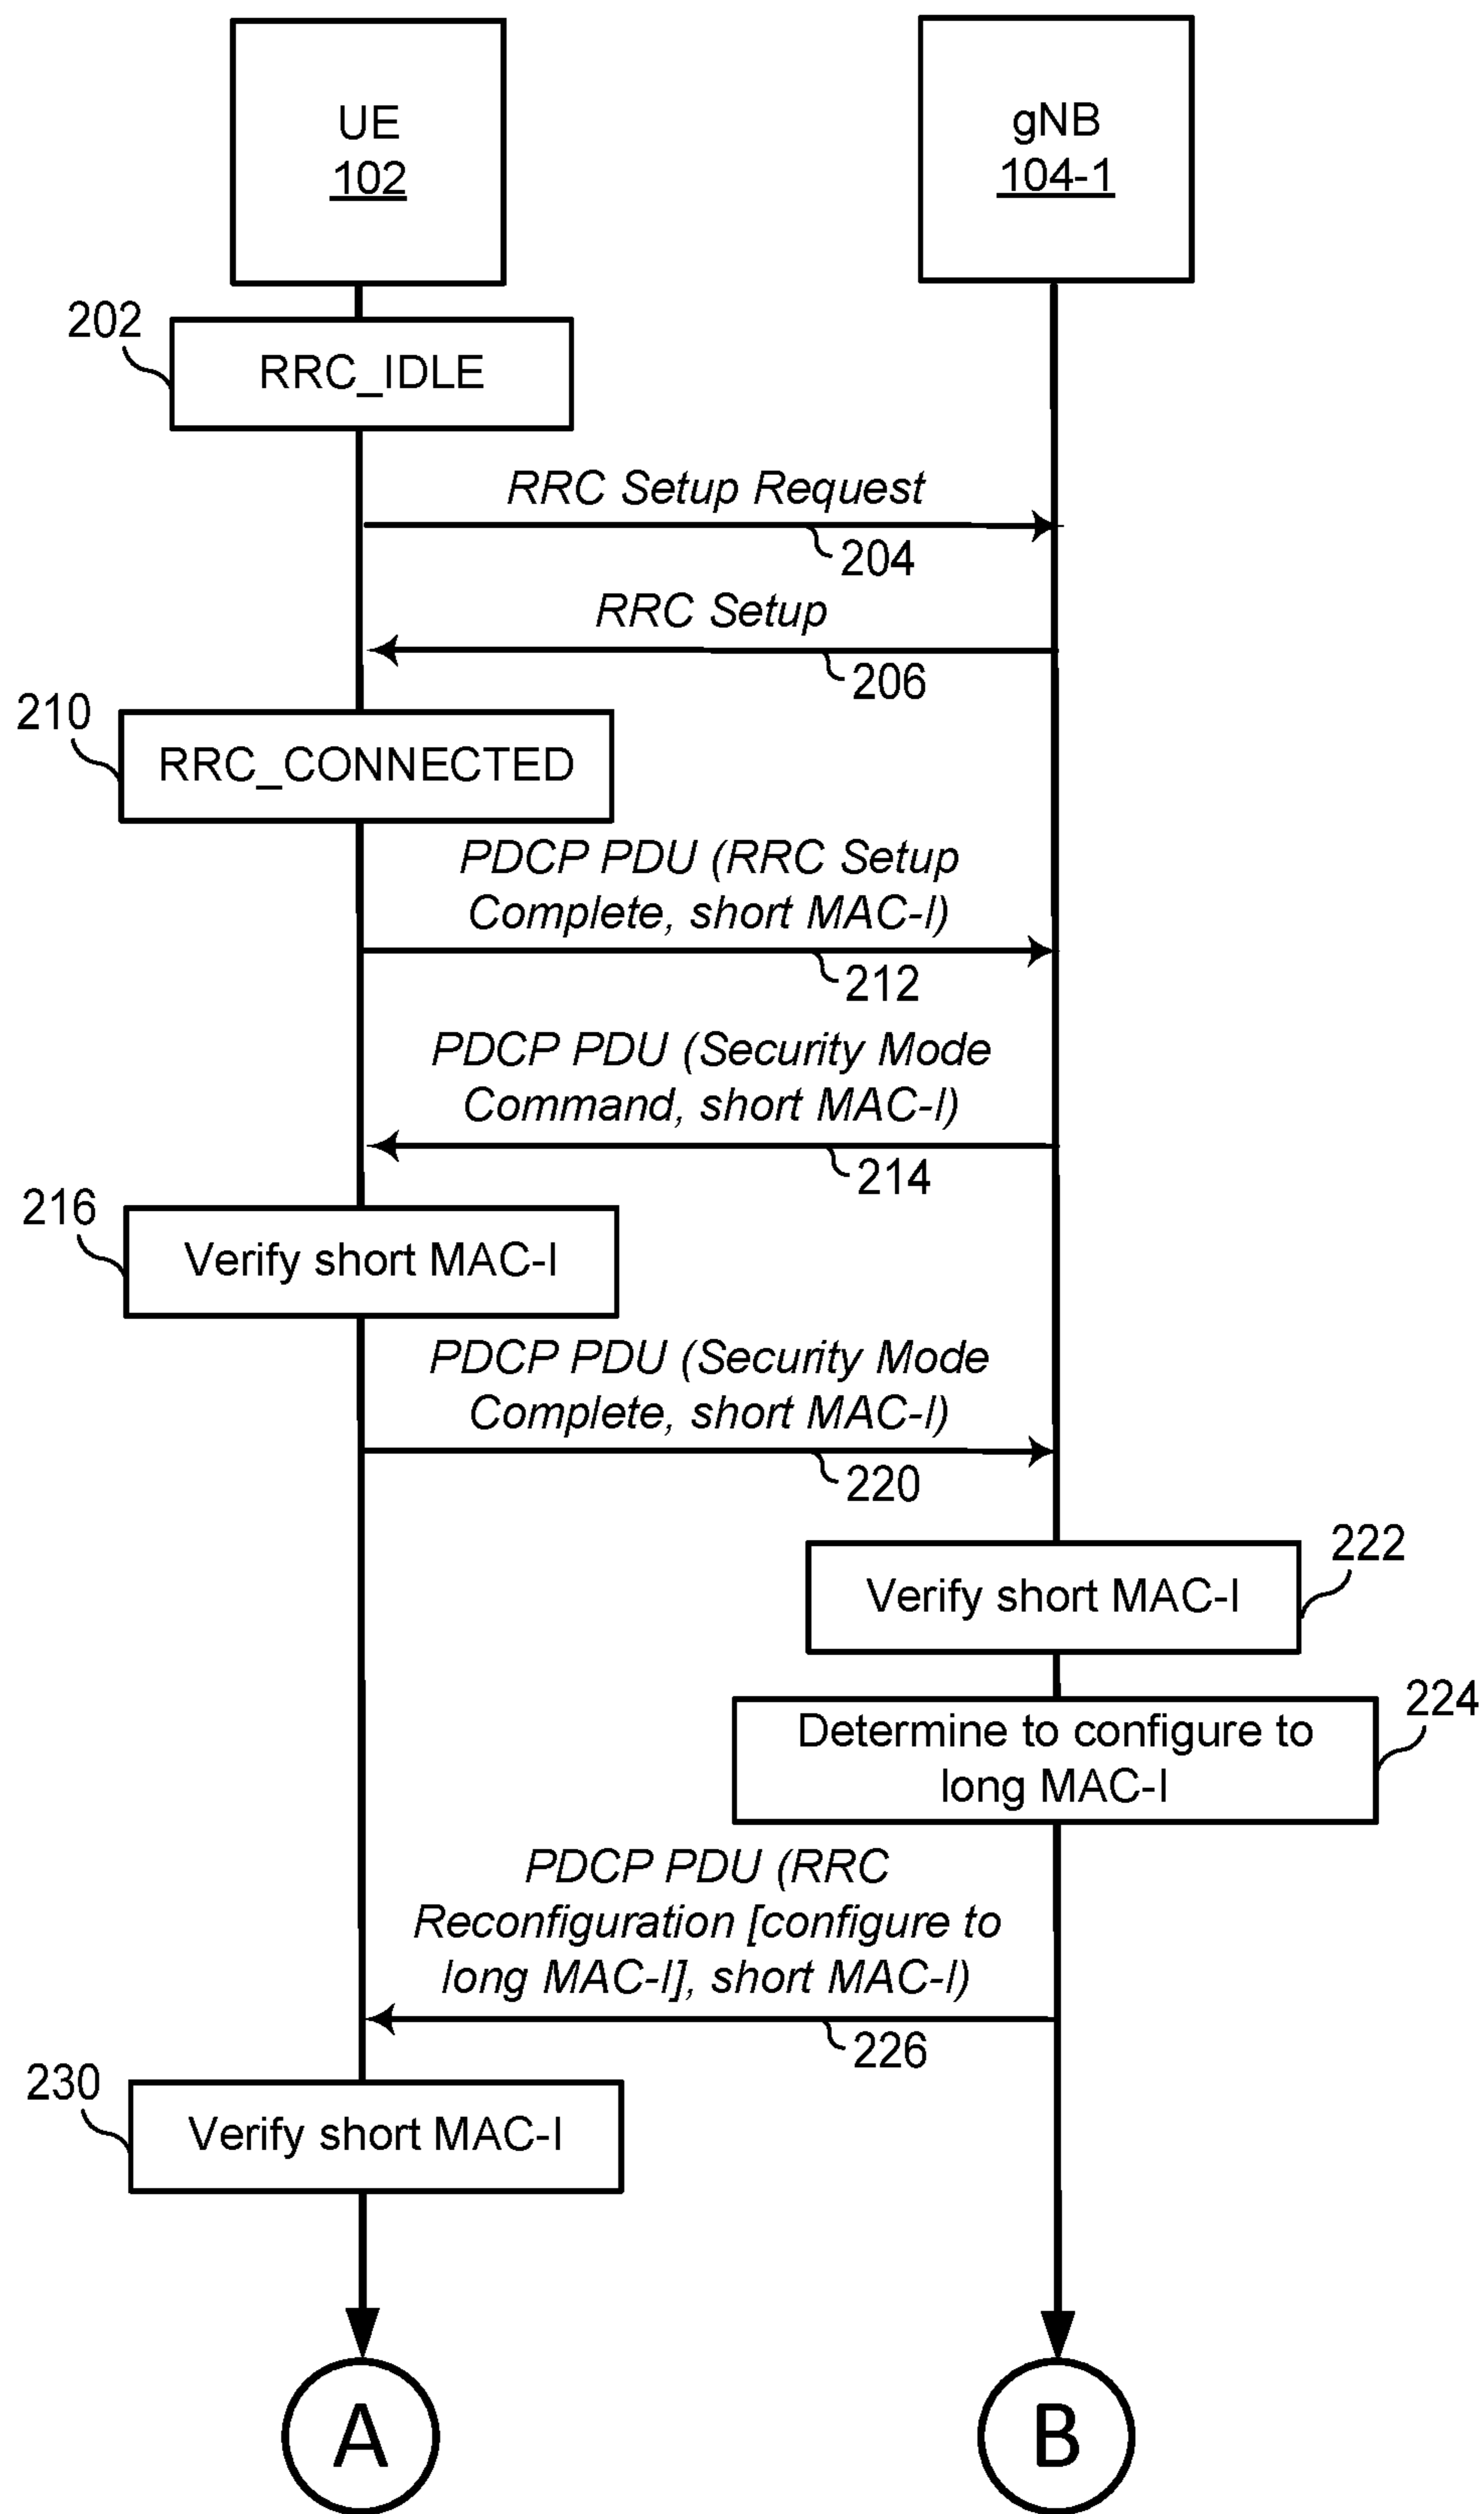 UE
102
gNB
104-1
202
RRC_IDLE
RRC Setup Request
204
RRC Setup
206
210
RRC_CONNECTED
PDCP PDU (RRC Setup
Complete, short MAC-I)
212
PDCP PDU (Security Mode
Command, short MAC-I)
214
216
Verify short MAC-I
PDCP PDU (Security Mode
Complete, short MAC-I)
220
222
Verify short MAC-I
224
Determine to configure to
long MAC-I
PDCP PDU (RRC
Reconfiguration [configure to
long MAC-I], short MAC-I)
226
230
Verify short MAC-I
A
B